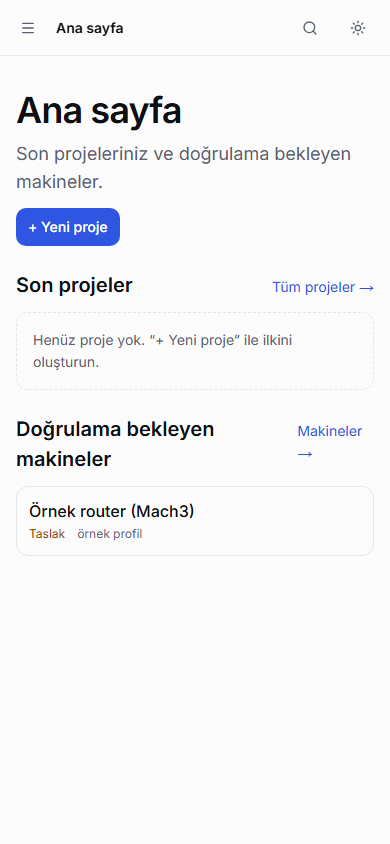 Ana sayfa
Ana sayfa
Son projeleriniz ve doğrulama bekleyen
makineler.
+ Yeni proje
Son projeler
Tüm projeler →
Henüz proje yok. “+ Yeni proje” ile ilkini
oluşturun.
Doğrulama bekleyen
makineler
Makineler
→
Örnek router (Mach3)
Taslak örnek profil